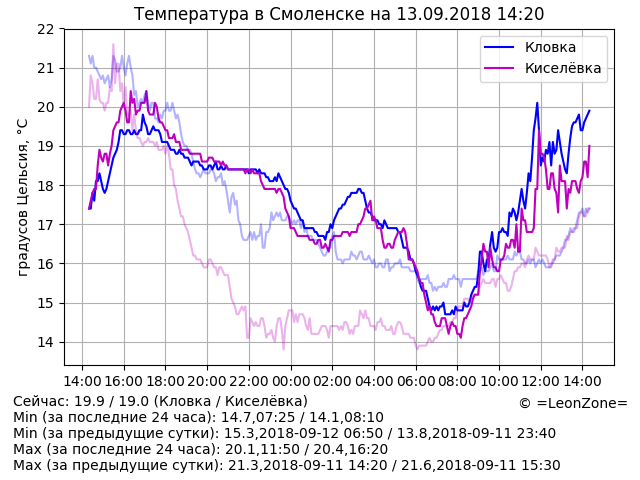 Температура в Смоленске на 13.09.2018 14:20
градусов Цельсия, °C
22
21
20
19
18
17
16
15
14
Кловка
Киселёвка
14:00 16:00 18:00 20:00 22:00 00:00 02:00 04:00 06:00 08:00 10:00 12:00 14:00
Сейчас: 19.9 / 19.0 (Кловка / Киселёвка)
© =LeonZone=
Min (за последние 24 часа): 14.7,07:25 / 14.1,08:10
Min (за предыдущие сутки): 15.3,2018-09-12 06:50 / 13.8,2018-09-11 23:40
Max (за последние 24 часа): 20.1,11:50 / 20.4,16:20
Max (за предыдущие сутки): 21.3,2018-09-11 14:20 / 21.6,2018-09-11 15:30